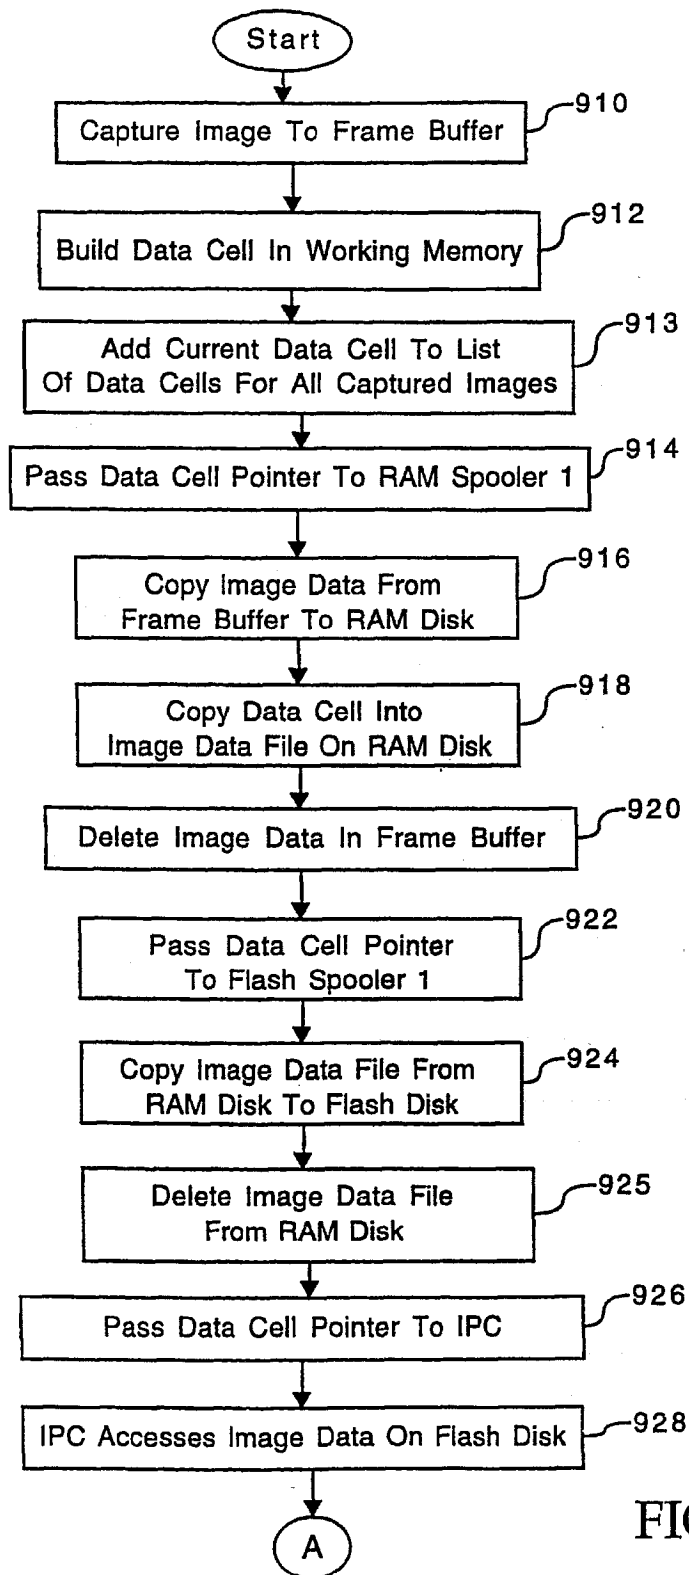 Start
Capture Image To Frame Buffer
910
Build Data Cell In Working Memory
912
Add Current Data Cell To List
Of Data Cells For All Captured Images
913
Pass Data Cell Pointer To RAM Spooler 1
914
Copy Image Data From
Frame Buffer To RAM Disk
916
Copy Data Cell Into
Image Data File On RAM Disk
918
Delete Image Data In Frame Buffer
920
Pass Data Cell Pointer
To Flash Spooler 1
922
Copy Image Data File From
RAM Disk To Flash Disk
924
Delete Image Data File
From RAM Disk
925
Pass Data Cell Pointer To IPC
926
IPC Accesses Image Data On Flash Disk
928
A